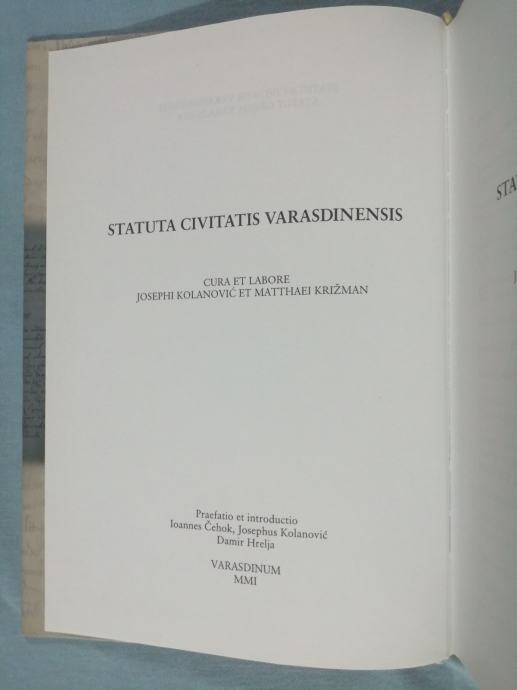 STATUTA CIVITATIS VARASDINENSIS
CURA ET LABORE
JOSEPHI KOLANOVIĆ ET MATTHAEI KRIŽMAN
Praefatio et introductio
Ioannes Čehok, Josephus Kolanović
Damir Hrelja
VARASDINUM
MMI
STA